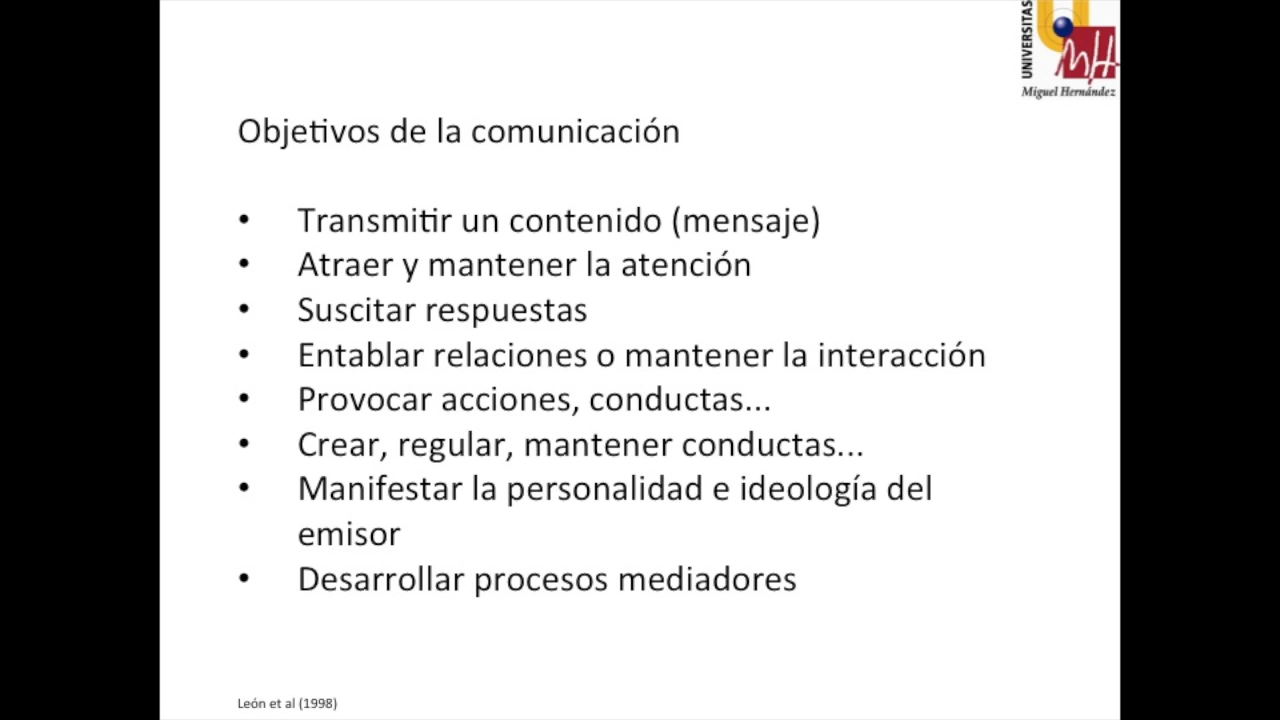 UNIVERSITAS
Miguel Hernández
Objetivos de la comunicación
• Transmitir un contenido (mensaje)
• Atraer y mantener la atención
• Suscitar respuestas
• Entablar relaciones o mantener la interacción
• Provocar acciones, conductas...
• Crear, regular, mantener conductas...
• Manifestar la personalidad e ideología del
emisor
• Desarrollar procesos mediadores
León et al (1998)